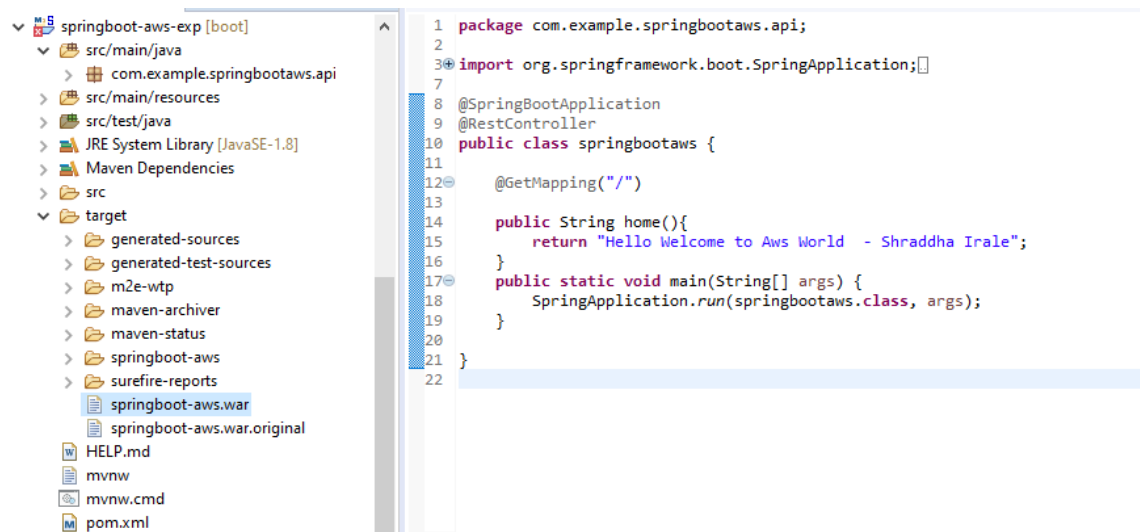 springboot-aws-exp [boot]
src/main/java
com.example.springbootaws.api
src/main/resources
src/test/java
JRE System Library [JavaSE-1.8]
Maven Dependencies
src
target
generated-sources
generated-test-sources
m2e-wtp
maven-archiver
maven-status
springboot-aws
surefire-reports
springboot-aws.war
springboot-aws.war.original
HELP.md
mvnw
mvnw.cmd
pom.xml
1 package com.example.springbootaws.api;
2
3 import org.springframework.boot.SpringApplication;
7
8 @SpringBootApplication
9 @RestController
10 public class springbootaws {
11
12 @GetMapping("/")
13
14 public String home(){
15 return "Hello Welcome to Aws World  - Shraddha Irale";
16 }
17 public static void main(String[] args) {
18 SpringApplication.run(springbootaws.class, args);
19 }
20
21 }
22